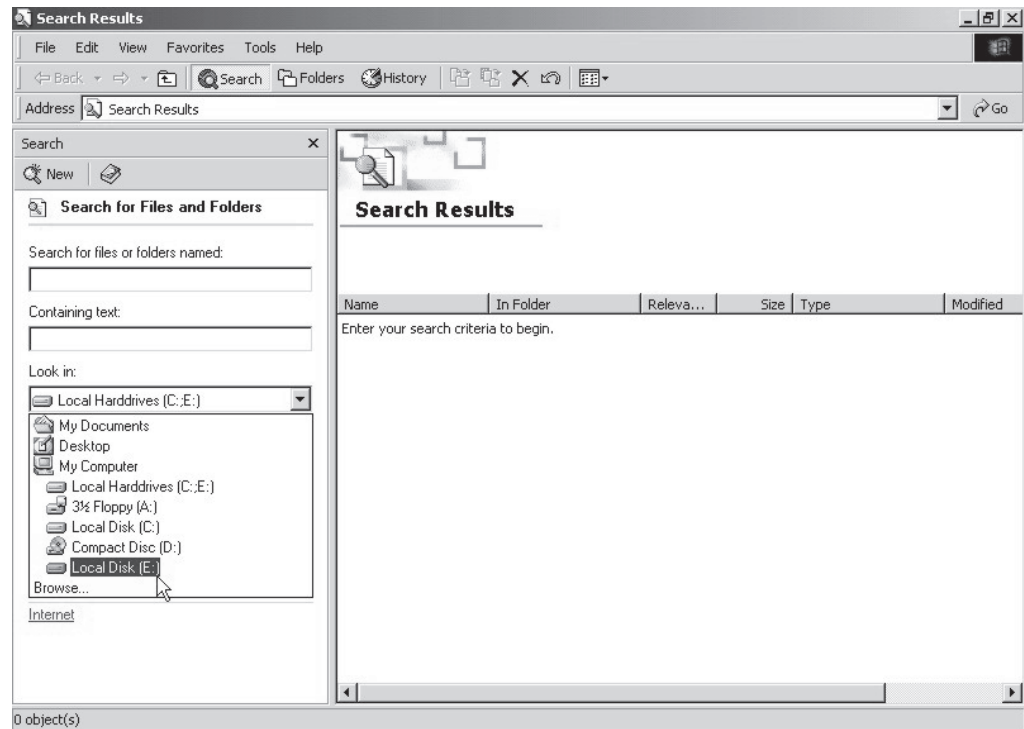 Search Results
File Edit View Favorites Tools Help
Back Search Folders History
Address Search Results Go
Search
New
Search for Files and Folders
Search for files or folders named:
Containing text:
Look in:
Local Harddrives (C:;E:)
My Documents
Desktop
My Computer
Local Harddrives (C:;E:)
3½ Floppy (A:)
Local Disk (C:)
Compact Disc (D:)
Local Disk (E:)
Browse...
Internet
Search Results
Name In Folder Releva... Size Type Modified
Enter your search criteria to begin.
0 object(s)